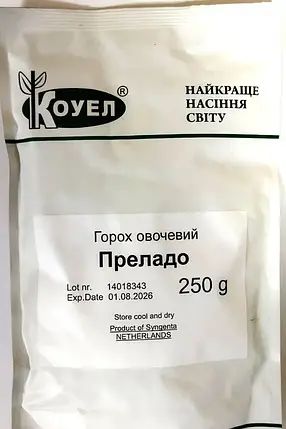 КОУЕЛ®
НАЙКРАЩЕ
НАСІННЯ
СВІТУ
Горох овочевий
Преладо
Lot nr. 14018343
Exp.Date 01.08.2026
250 g
Store cool and dry
Product of Syngenta
NETHERLANDS